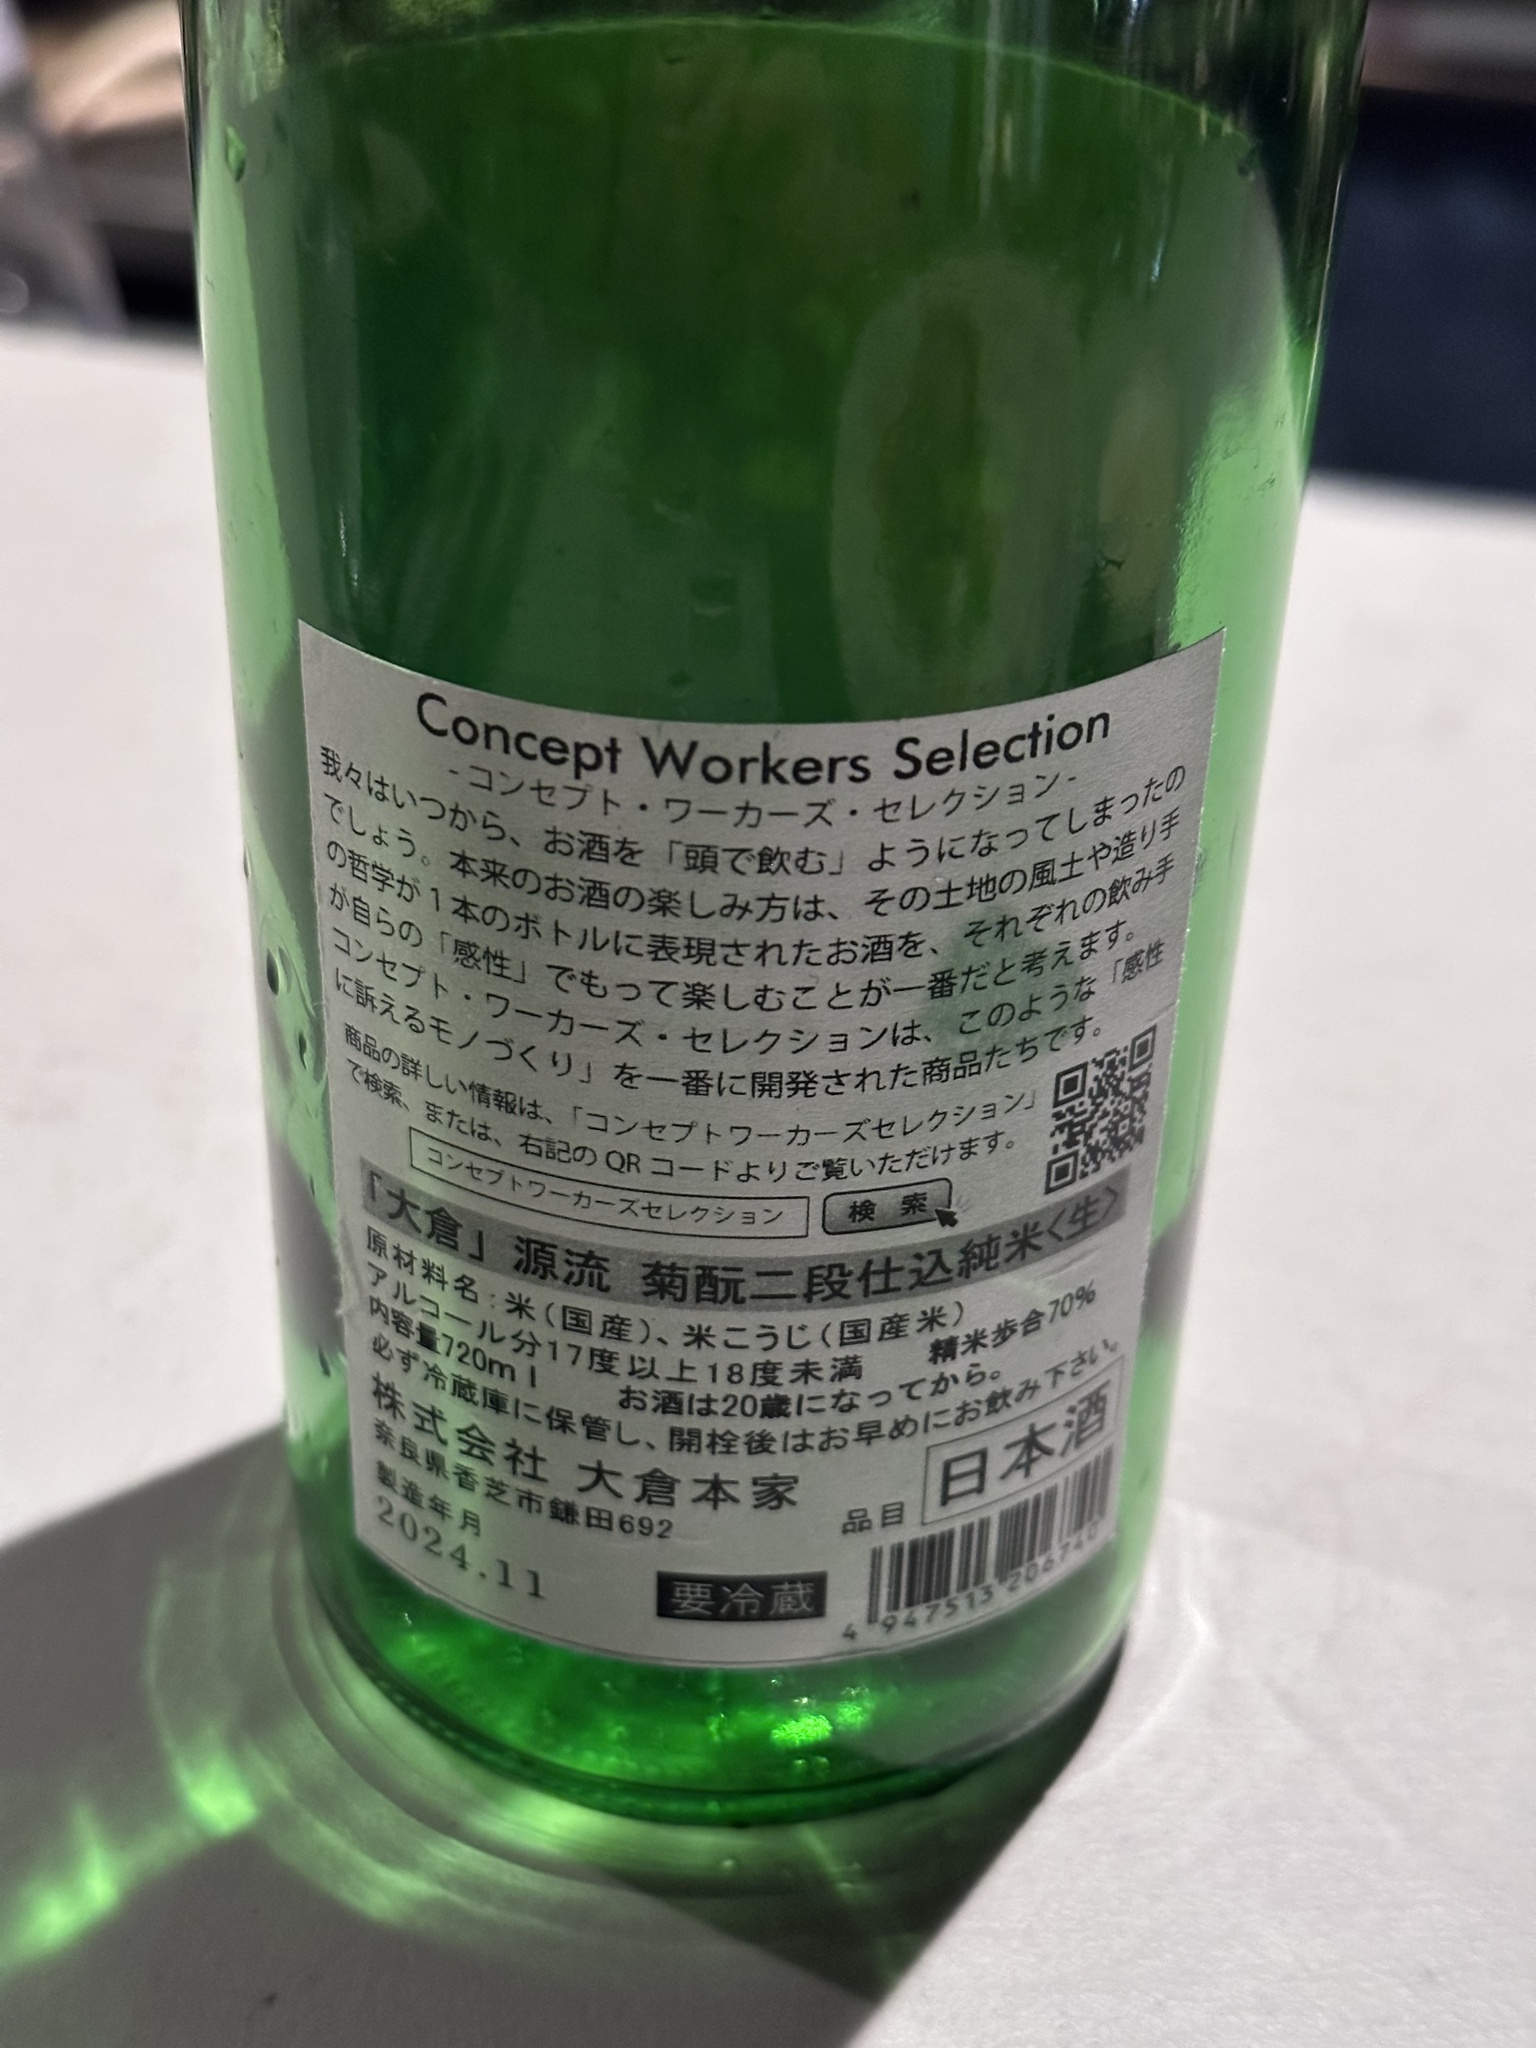 Concept Workers Selection
- コンセプト・ワーカーズ・セレクション -
我々はいつから、お酒を「頭で飲む」ようになってしまったの
でしょう。本来のお酒の楽しみ方は、その土地の風土や造り手
の哲学が1本のボトルに表現されたお酒を、それぞれの飲み手
が自らの「感性」でもって楽しむことが一番だと考えます。
コンセプト・ワーカーズ・セレクションは、このような「感性
に訴えるモノづくり」を一番に開発された商品たちです。
商品の詳しい情報は、「コンセプトワーカーズセレクション」
で検索、または、右記の QR コードよりご覧いただけます。
コンセプトワーカーズセレクション 検 索
「大倉」 源流 菊酛二段仕込純米〈生〉
原材料名：米（国産）、米こうじ（国産米）
アルコール分17度以上18度未満 精米歩合70%
内容量720ml お酒は20歳になってから。
必ず冷蔵庫に保管し、開栓後はお早めにお飲み下さい。
株式会社 大倉本家
奈良県香芝市鎌田692
品目 日本酒
製造年月
2024.11
要冷蔵
4 947513 206740